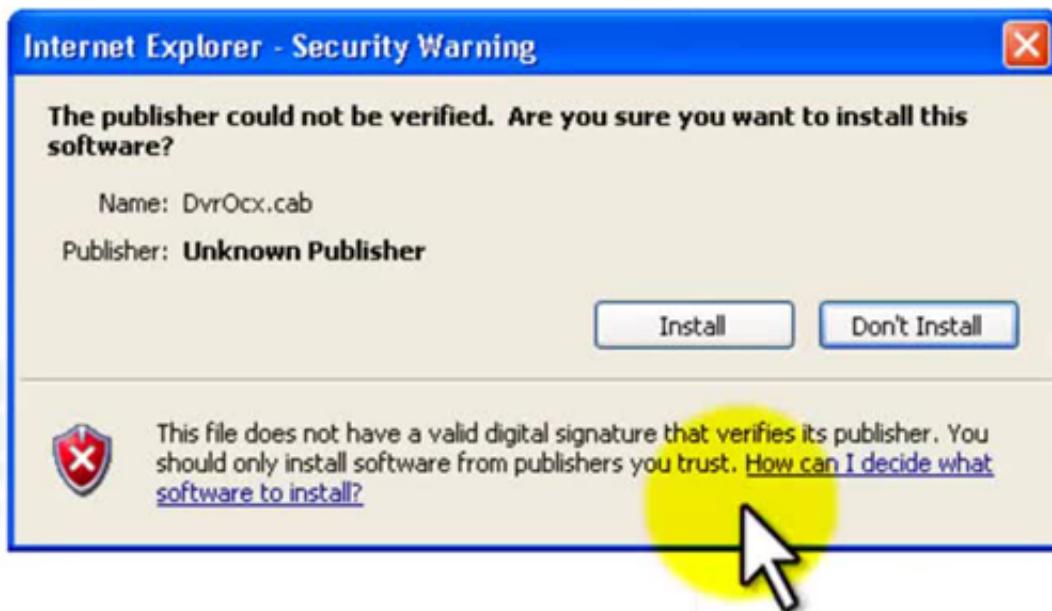 Internet Explorer - Security Warning
The publisher could not be verified.  Are you sure you want to install this
software?
Name: DvrOcx.cab
Publisher: Unknown Publisher
Install Don't Install
This file does not have a valid digital signature that verifies its publisher. You
should only install software from publishers you trust. How can I decide what
software to install?